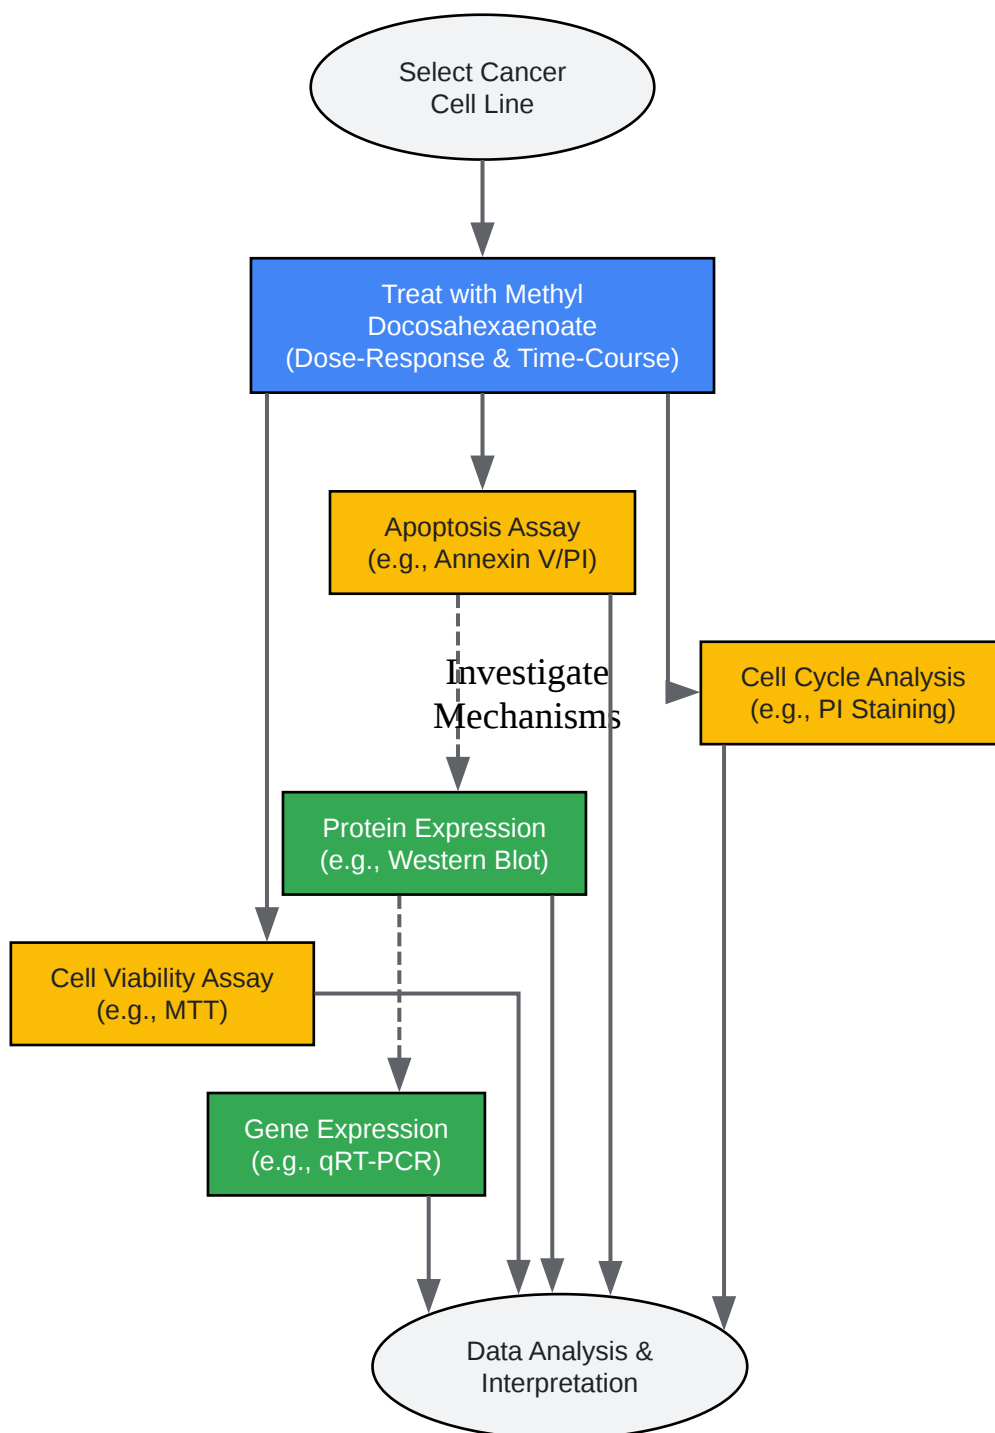 Select Cancer
Cell Line
Treat with Methyl
Docosahexaenoate
(Dose-Response & Time-Course)
Apoptosis Assay
(e.g., Annexin V/PI)
Investigate
Mechanisms
Cell Cycle Analysis
(e.g., PI Staining)
Protein Expression
(e.g., Western Blot)
Cell Viability Assay
(e.g., MTT)
Gene Expression
(e.g., qRT-PCR)
Data Analysis &
Interpretation